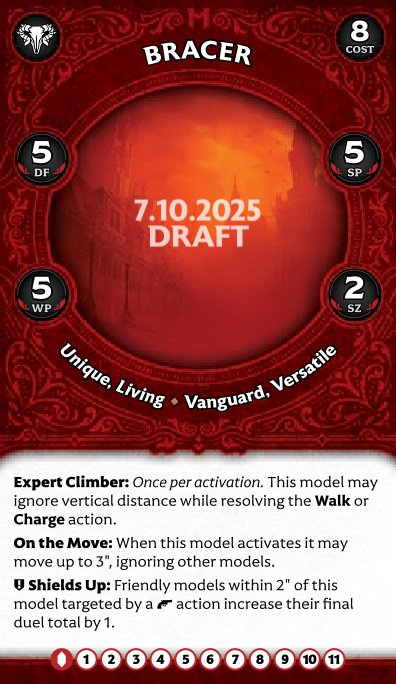 8
COST
BRACER
5
DF
5
SP
7.10.2025
DRAFT
5
WP
2
SZ
Unique, Living ◆ Vanguard, Versatile
Expert Climber: Once per activation. This model may
ignore vertical distance while resolving the Walk or
Charge action.
On the Move: When this model activates it may
move up to 3", ignoring other models.
Shields Up: Friendly models within 2" of this
model targeted by a action increase their final
duel total by 1.
1 2 3 4 5 6 7 8 9 10 11